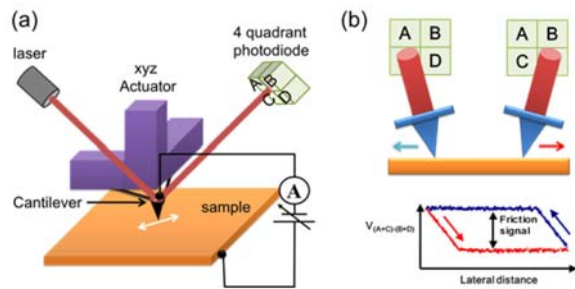 (a)
laser
xyz
Actuator
4 quadrant
photodiode
A
B
C
D
Cantilever
sample
A
(b)
A B
D
A B
C
V(A+C)-(B+D)
Friction
signal
Lateral distance